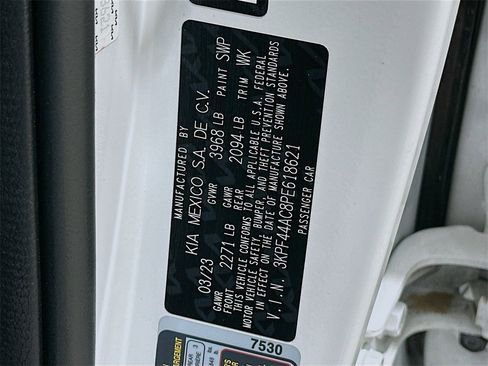 MANUFACTURED BY
KIA MEXICO S.A. DE C.V.
03/23 GVWR 3968 LB PAINT SWP
GAWR FRONT 2271 LB GAWR REAR 2094 LB TRIM WK
THIS VEHICLE CONFORMS TO ALL APPLICABLE U.S.A. FEDERAL
MOTOR VEHICLE SAFETY, BUMPER, AND THEFT PREVENTION STANDARDS
IN EFFECT ON THE DATE OF MANUFACTURE SHOWN ABOVE.
V.I.N. 3KPF44AC8PE618621
PASSENGER CAR
7530